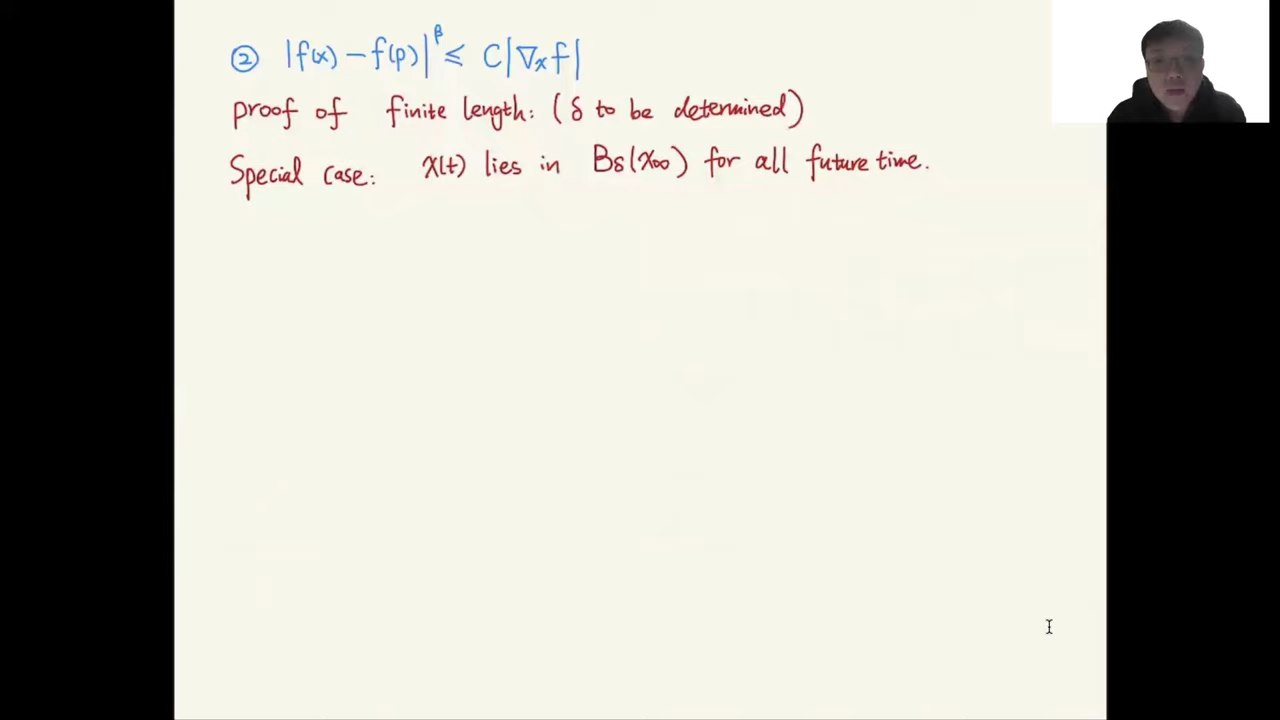 ② |f(x) − f(p)|^β ≤ C|∇ₓf|
proof of finite length: (δ to be determined)
Special case: x(t) lies in Bδ(x∞) for all future time.